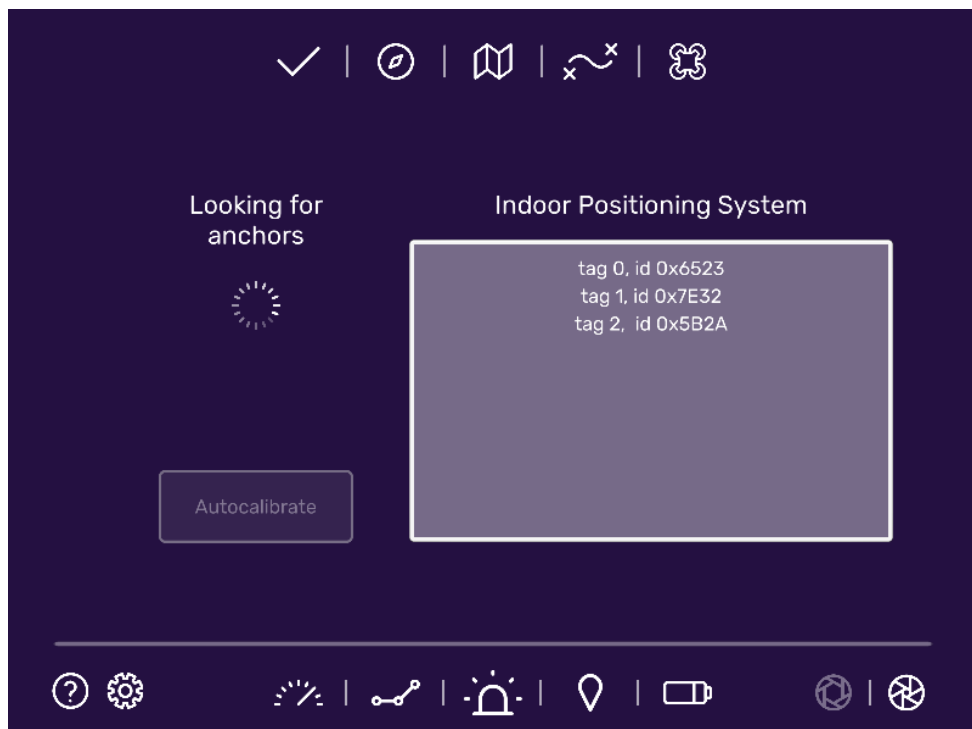 Looking for
anchors
Indoor Positioning System
tag 0, id 0x6523
tag 1, id 0x7E32
tag 2,  id 0x5B2A
Autocalibrate